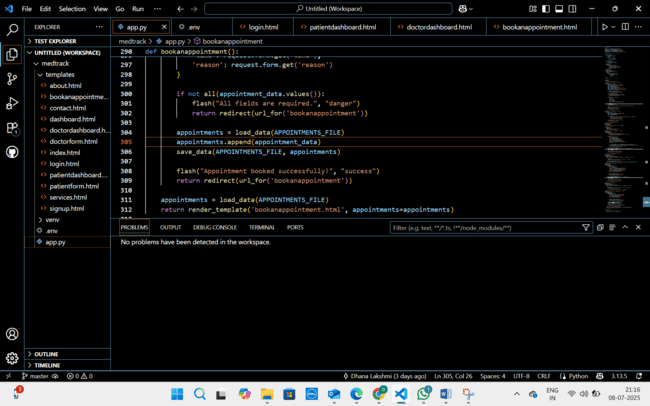 File Edit Selection View Go Run ···
Untitled (Workspace)
EXPLORER ···
TEST EXPLORER
UNTITLED (WORKSPACE)
medtrack
templates
about.html
bookanappointme...
contact.html
dashboard.html
doctordashboard.h...
doctorform.html
index.html
login.html
patientdashboard....
patientform.html
services.html
signup.html
venv
.env
app.py
OUTLINE
TIMELINE
app.py .env login.html patientdashboard.html doctordashboard.html bookanappointment.html
medtrack > app.py > bookanappointment
290 def bookanappointment():
297 'reason': request.form.get('reason')
298 }
299
300 if not all(appointment_data.values()):
301 flash("All fields are required.", "danger")
302 return redirect(url_for('bookanappointment'))
303
304 appointments = load_data(APPOINTMENTS_FILE)
305 appointments.append(appointment_data)
306 save_data(APPOINTMENTS_FILE, appointments)
307
308 flash("Appointment booked successfully!", "success")
309 return redirect(url_for('bookanappointment'))
310
311 appointments = load_data(APPOINTMENTS_FILE)
312 return render_template('bookanappointment.html', appointments=appointments)
PROBLEMS OUTPUT DEBUG CONSOLE TERMINAL PORTS
Filter (e.g. text, **/*.ts, !**/node_modules/**)
No problems have been detected in the workspace.
master 0 0 Dhana Lakshmi (3 days ago) Ln 305, Col 26 Spaces: 4 UTF-8 CRLF Python 3.13.5
ENG
IN
21:16
08-07-2025